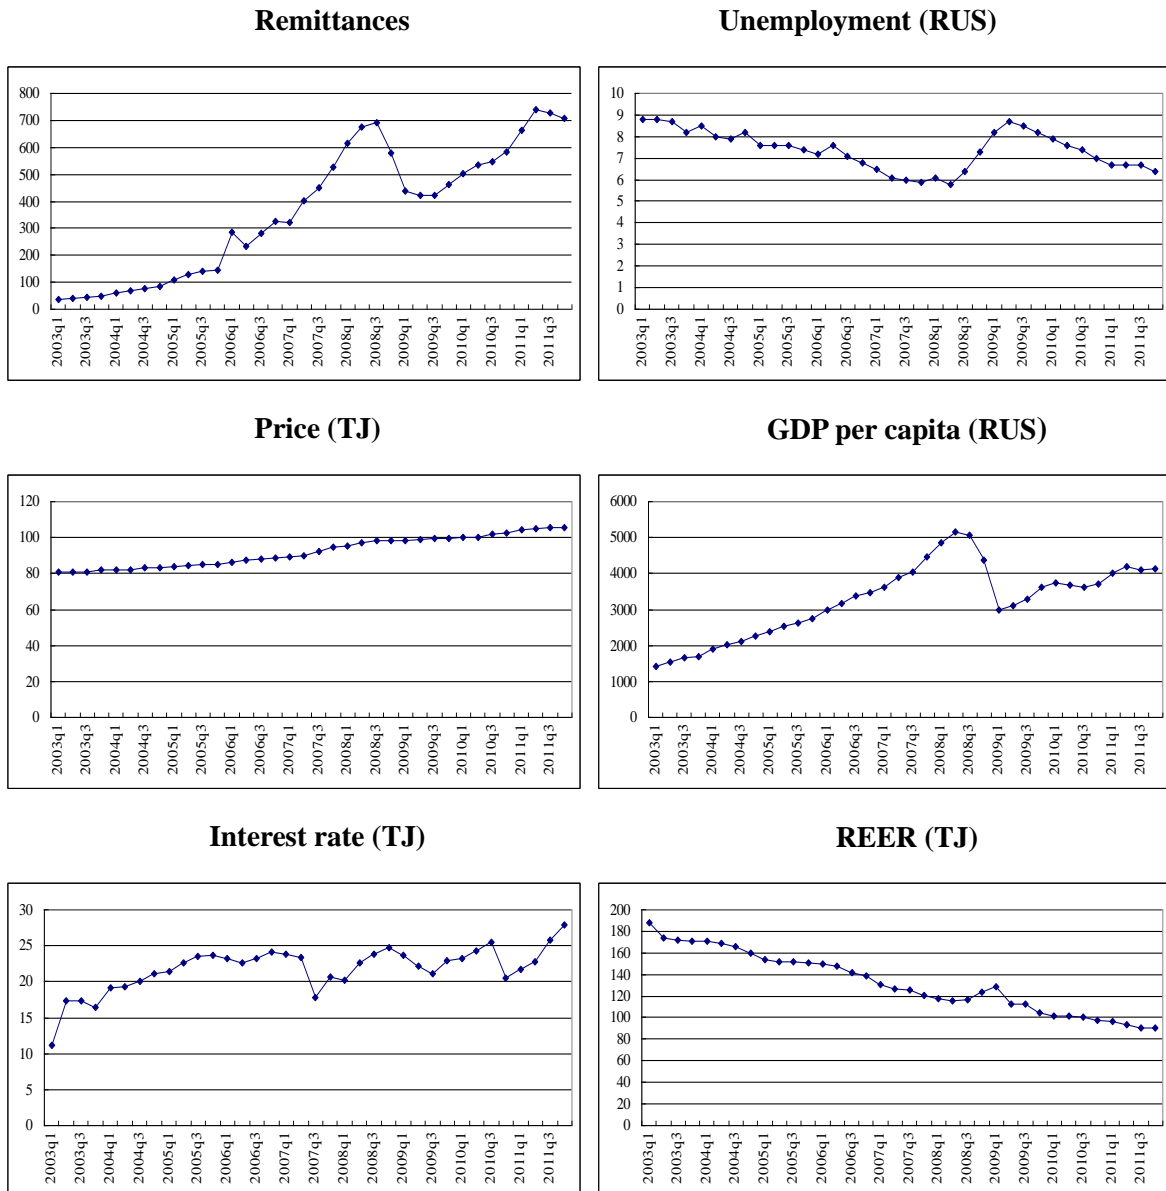 Remittances
Unemployment (RUS)
800
700
600
500
400
300
200
100
0
2003q1
2003q3
2004q1
2004q3
2005q1
2005q3
2006q1
2006q3
2007q1
2007q3
2008q1
2008q3
2009q1
2009q3
2010q1
2010q3
2011q1
2011q3
10
9
8
7
6
5
4
3
2
1
0
2003q1
2003q3
2004q1
2004q3
2005q1
2005q3
2006q1
2006q3
2007q1
2007q3
2008q1
2008q3
2009q1
2009q3
2010q1
2010q3
2011q1
2011q3
Price (TJ)
GDP per capita (RUS)
120
100
80
60
40
20
0
2003q1
2003q3
2004q1
2004q3
2005q1
2005q3
2006q1
2006q3
2007q1
2007q3
2008q1
2008q3
2009q1
2009q3
2010q1
2010q3
2011q1
2011q3
6000
5000
4000
3000
2000
1000
0
2003q1
2003q3
2004q1
2004q3
2005q1
2005q3
2006q1
2006q3
2007q1
2007q3
2008q1
2008q3
2009q1
2009q3
2010q1
2010q3
2011q1
2011q3
Interest rate (TJ)
REER (TJ)
30
25
20
15
10
5
0
2003q1
2003q3
2004q1
2004q3
2005q1
2005q3
2006q1
2006q3
2007q1
2007q3
2008q1
2008q3
2009q1
2009q3
2010q1
2010q3
2011q1
2011q3
200
180
160
140
120
100
80
60
40
20
0
2003q1
2003q3
2004q1
2004q3
2005q1
2005q3
2006q1
2006q3
2007q1
2007q3
2008q1
2008q3
2009q1
2009q3
2010q1
2010q3
2011q1
2011q3